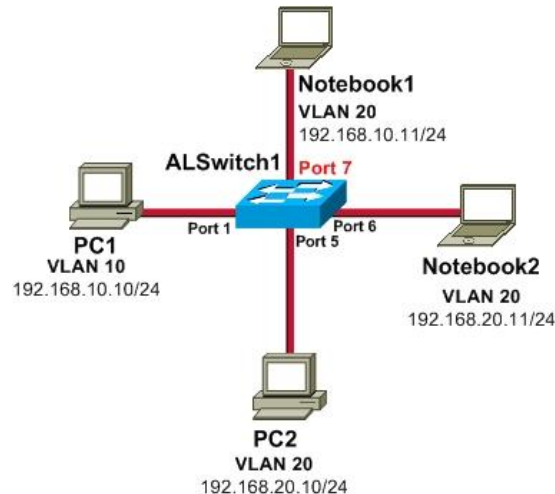 Notebook1
VLAN 20
192.168.10.11/24
ALSwitch1
Port 7
Port 1
Port 6
Port 5
PC1
VLAN 10
192.168.10.10/24
Notebook2
VLAN 20
192.168.20.11/24
PC2
VLAN 20
192.168.20.10/24